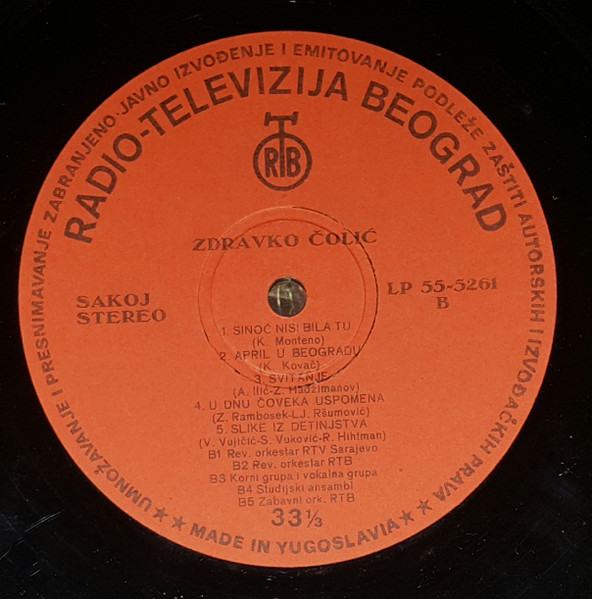 UMNOŽAVANJE I PRESNIMAVANJE ZABRANJENO·JAVNO IZVOĐENJE I EMITOVANJE PODLEŽE ZAŠTITI AUTORSKIH I IZVOĐAČKIH PRAVA
RADIO-TELEVIZIJA BEOGRAD
RTB
ZDRAVKO ČOLIĆ
SAKOJ
STEREO
LP 55-5261
B
1. SINOĆ NISI BILA TU
(K. Monteno)
2. APRIL U BEOGRADU
(K. Kovač)
3. SVITANJE
(A. Ilić-Z. Hadžimanov)
4. U DNU ČOVEKA USPOMENA
(Z. Rambosek-LJ. Ršumović)
5. SLIKE IZ DETINJSTVA
(V. Vujičić-S. Vuković-R. Hihtman)
B1 Rev. orkestar RTV Sarajevo
B2 Rev. orkestar RTB
B3 Korni grupa i vokalna grupa
B4 Studijski ansambl
B5 Zabavni ork. RTB
33⅓
★★ MADE IN YUGOSLAVIA ★★